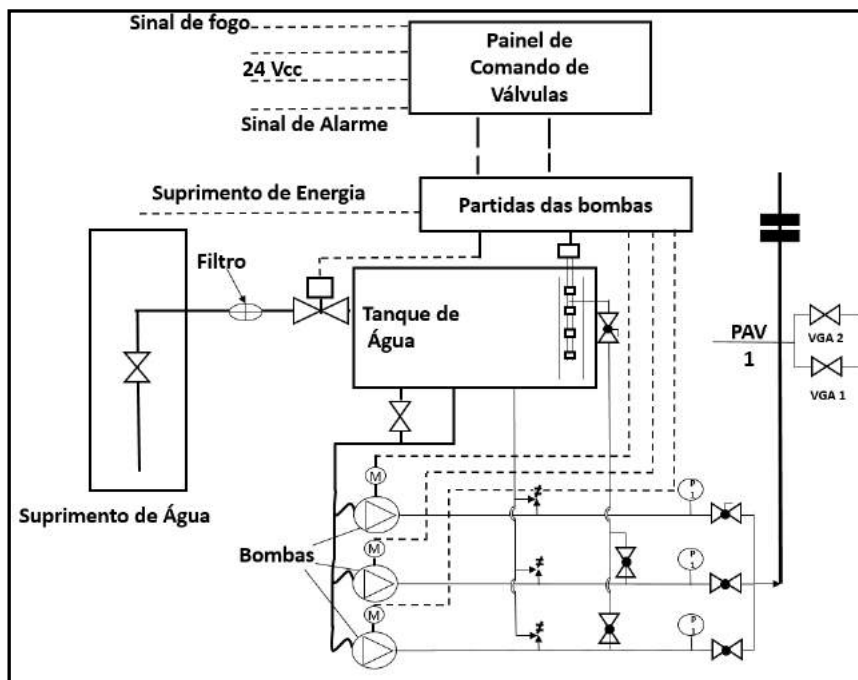 Sinal de fogo
24 Vcc
Sinal de Alarme
Painel de
Comando de
Válvulas
Suprimento de Energia
Partidas das bombas
Filtro
Tanque de
Água
PAV
1
VGA 2
VGA 1
Suprimento de Água
Bombas
M
M
M
P
1
P
1
P
1